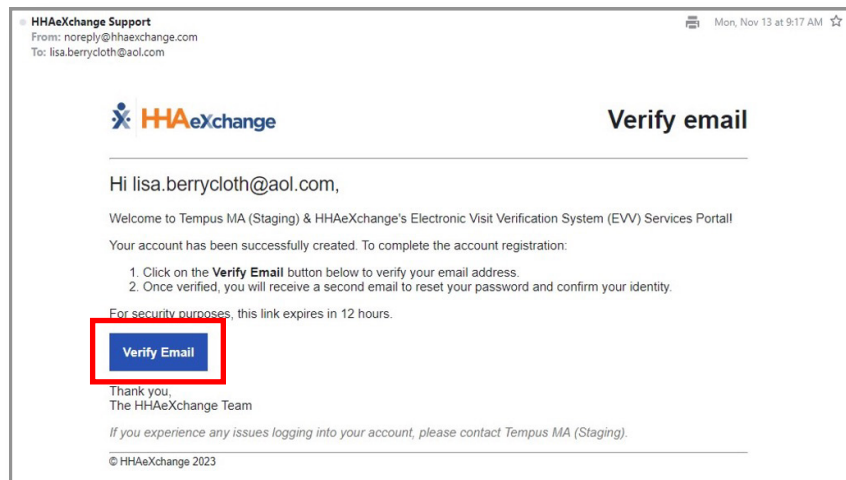 HHAeXchange Support
Mon, Nov 13 at 9:17 AM
From: noreply@hhaexchange.com
To: lisa.berrycloth@aol.com
HHAeXchange
Verify email
Hi lisa.berrycloth@aol.com,
Welcome to Tempus MA (Staging) & HHAeXchange's Electronic Visit Verification System (EVV) Services Portal!
Your account has been successfully created. To complete the account registration:
1. Click on the Verify Email button below to verify your email address.
2. Once verified, you will receive a second email to reset your password and confirm your identity.
For security purposes, this link expires in 12 hours.
Verify Email
Thank you,
The HHAeXchange Team
If you experience any issues logging into your account, please contact Tempus MA (Staging).
© HHAeXchange 2023